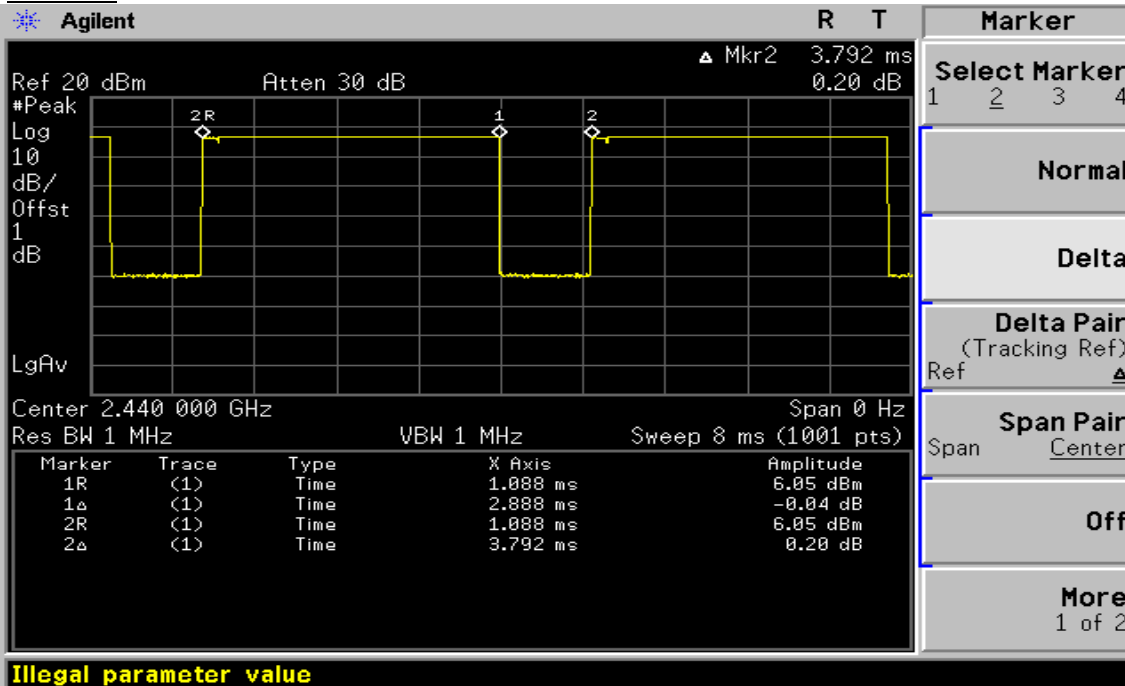 Agilent R T Marker
Δ Mkr2 3.792 ms
Ref 20 dBm Atten 30 dB 0.20 dB
#Peak
Log
10
dB/
Offst
1
dB
LgAv
2R 1 2
Center 2.440 000 GHz Span 0 Hz
Res BW 1 MHz VBW 1 MHz Sweep 8 ms (1001 pts)
Marker Trace Type X Axis Amplitude
1R (1) Time 1.088 ms 6.05 dBm
1Δ (1) Time 2.888 ms -0.04 dB
2R (1) Time 1.088 ms 6.05 dBm
2Δ (1) Time 3.792 ms 0.20 dB
Illegal parameter value
Select Marker
1 2 3 4
Normal
Delta
Delta Pair
(Tracking Ref)
Ref Δ
Span Pair
Span Center
Off
More
1 of 2